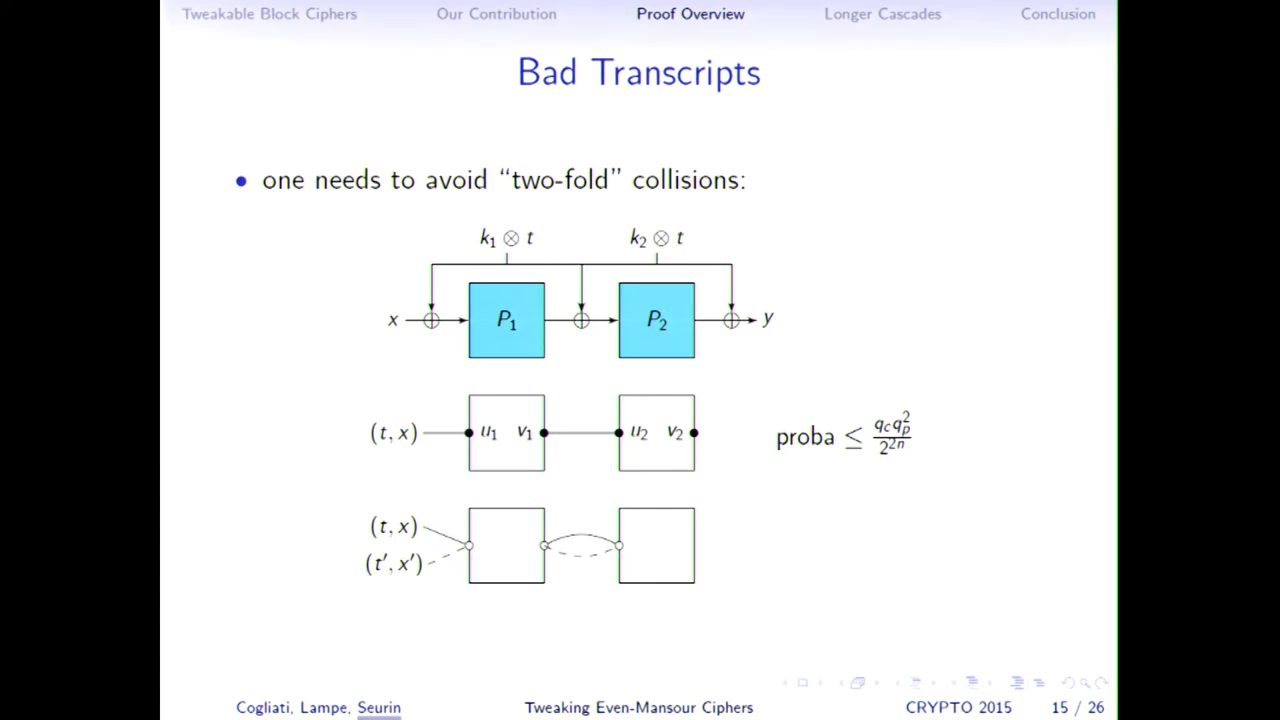 Tweakable Block Ciphers Our Contribution Proof Overview Longer Cascades Conclusion
Bad Transcripts
• one needs to avoid “two-fold” collisions:
k₁ ⊗ t k₂ ⊗ t
x P₁ P₂ y
(t, x) u₁ v₁ u₂ v₂ proba ≤ q_c q_p² / 2²ⁿ
(t, x)
(t′, x′)
Cogliati, Lampe, Seurin Tweaking Even-Mansour Ciphers CRYPTO 2015 15 / 26